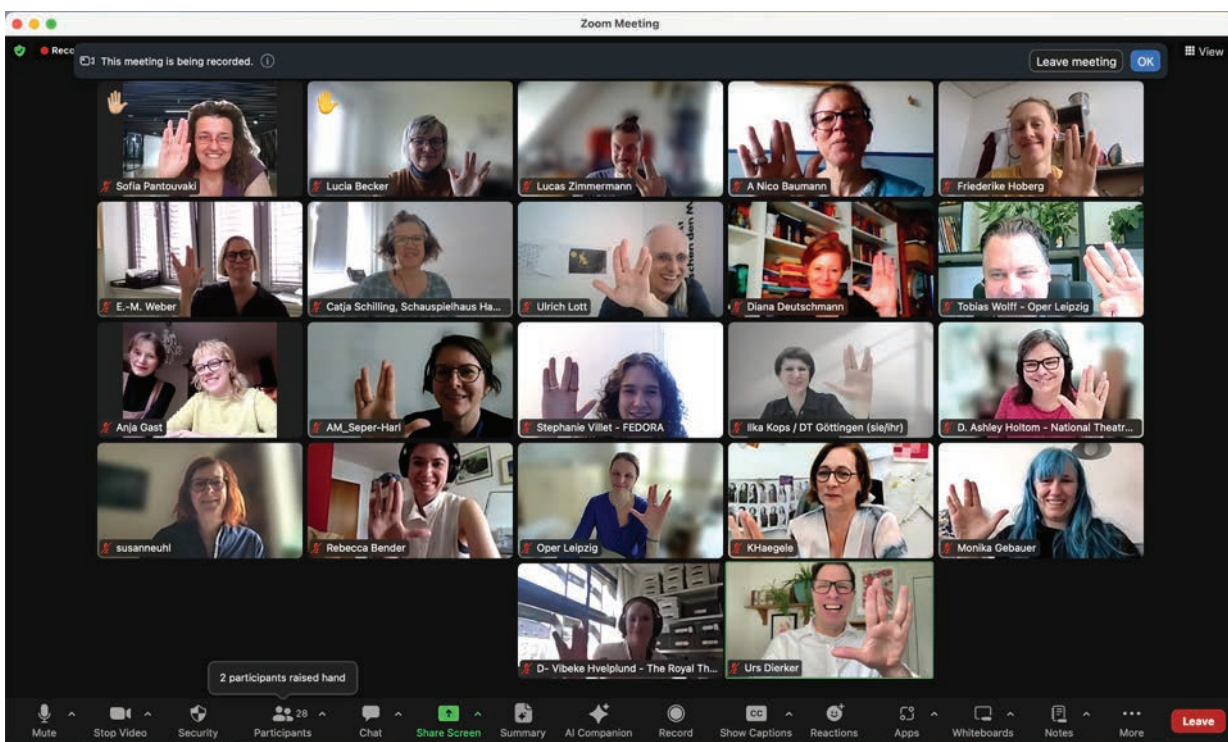 Zoom Meeting
Reco
This meeting is being recorded.
Leave meeting
OK
View
Sofia Pantouvaki
Lucia Becker
Lucas Zimmermann
A Nico Baumann
Friederike Hoberg
E.-M. Weber
Catja Schilling, Schauspielhaus Ha...
Ulrich Lott
Diana Deutschmann
Tobias Wolff - Oper Leipzig
Anja Gast
AM_Seper-Harl
Stephanie Villet - FEDORA
Ilka Kops / DT Göttingen (sie/ihr)
D. Ashley Holtom - National Theatr...
susanneuhl
Rebecca Bender
Oper Leipzig
KHaegele
Monika Gebauer
D- Vibeke Hvelplund - The Royal Th...
Urs Dierker
2 participants raised hand
28
Mute
Stop Video
Security
Participants
Chat
Share Screen
Summary
AI Companion
Record
CC
Show Captions
Reactions
Apps
Whiteboards
Notes
More
Leave